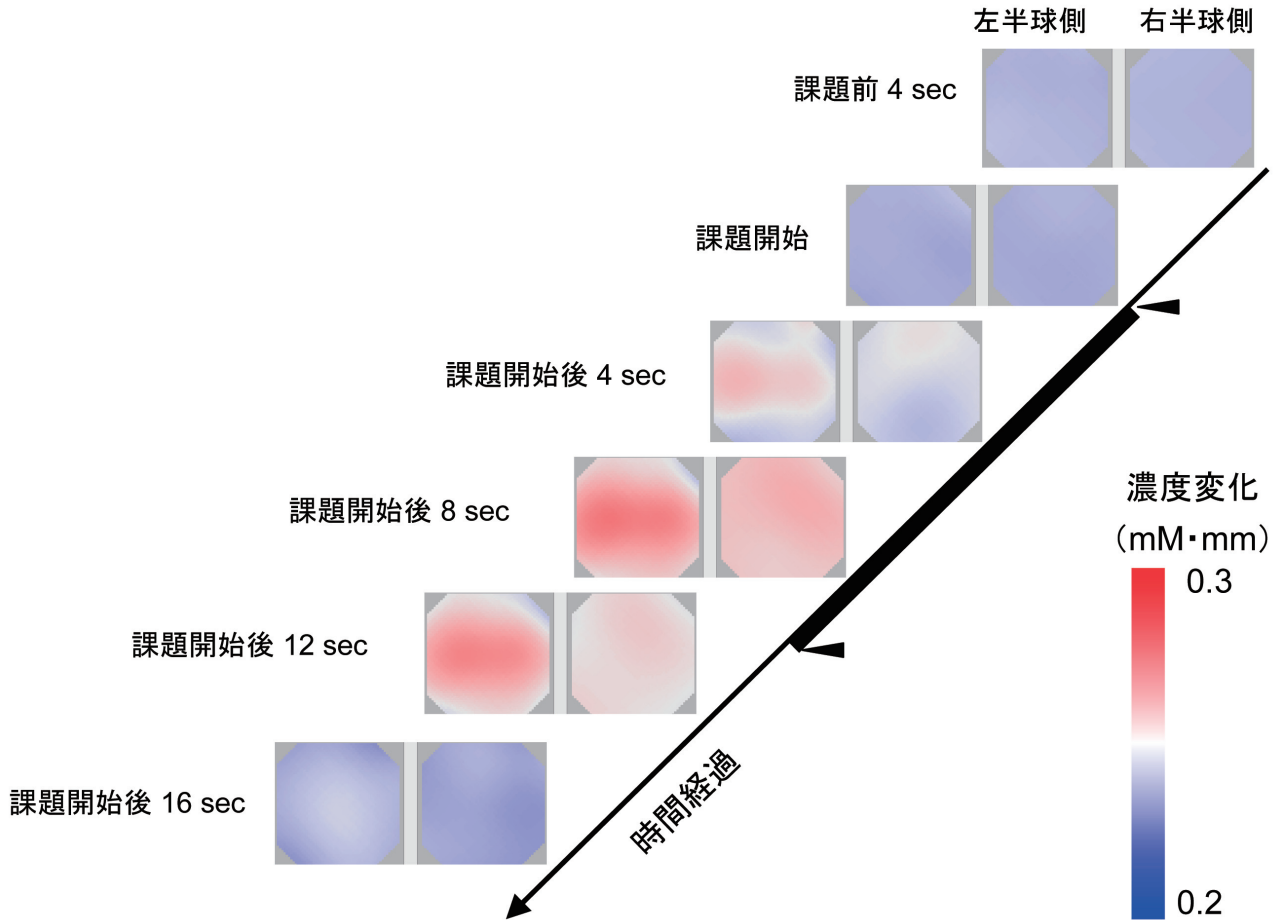 左半球側 右半球側
課題前 4 sec
課題開始
課題開始後 4 sec
課題開始後 8 sec
課題開始後 12 sec
課題開始後 16 sec
時間経過
濃度変化
（mM・mm）
0.3
0.2